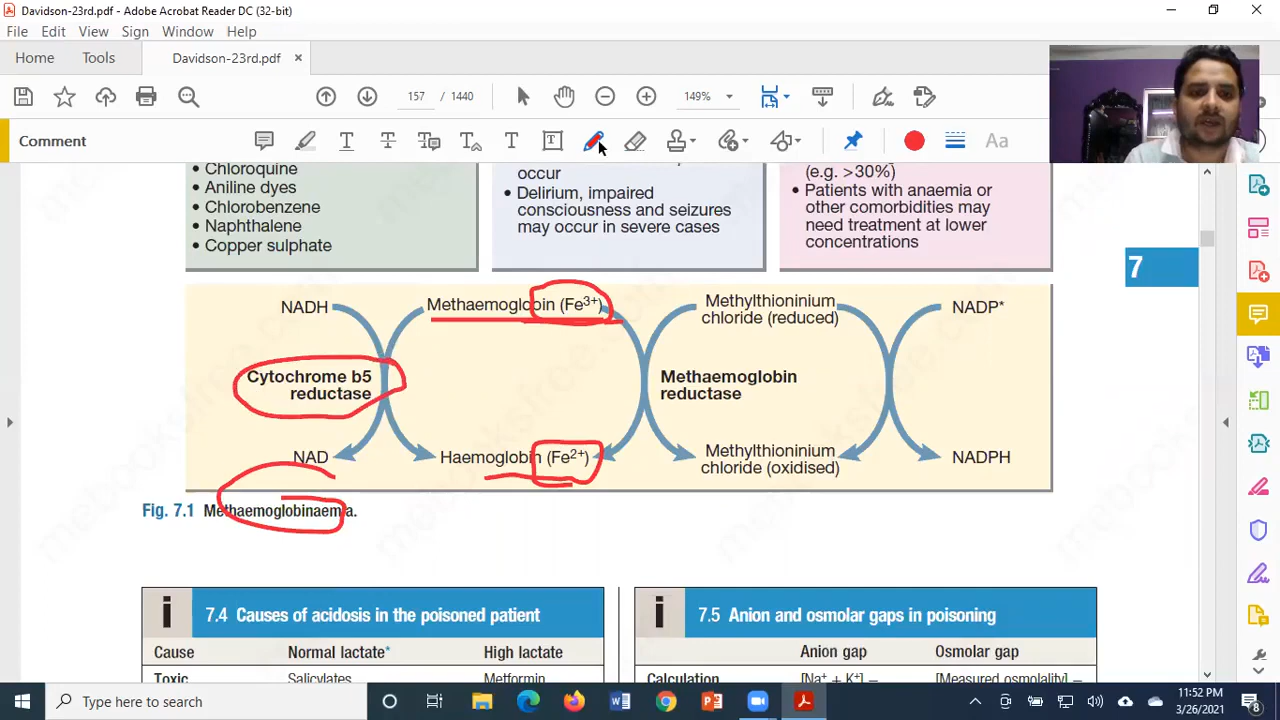 Davidson-23rd.pdf - Adobe Acrobat Reader DC (32-bit)
File Edit View Sign Window Help
Home Tools Davidson-23rd.pdf ×
157 / 1440 149%
Comment
Aa
• Chloroquine
• Aniline dyes
• Chlorobenzene
• Naphthalene
• Copper sulphate
occur
• Delirium, impaired
consciousness and seizures
may occur in severe cases
(e.g. >30%)
• Patients with anaemia or
other comorbidities may
need treatment at lower
concentrations
7
NADH
Methaemoglobin (Fe3+)
Methylthioninium
chloride (reduced)
NADP*
Cytochrome b5
reductase
Methaemoglobin
reductase
NAD
Haemoglobin (Fe2+)
Methylthioninium
chloride (oxidised)
NADPH
Fig. 7.1 Methaemoglobinaemia.
i 7.4 Causes of acidosis in the poisoned patient
Cause Normal lactate* High lactate
Toxic Salicylates Metformin
i 7.5 Anion and osmolar gaps in poisoning
Anion gap Osmolar gap
Calculation [Na+ + K+] – [Measured osmolality] –
Type here to search
11:52 PM
3/26/2021
8